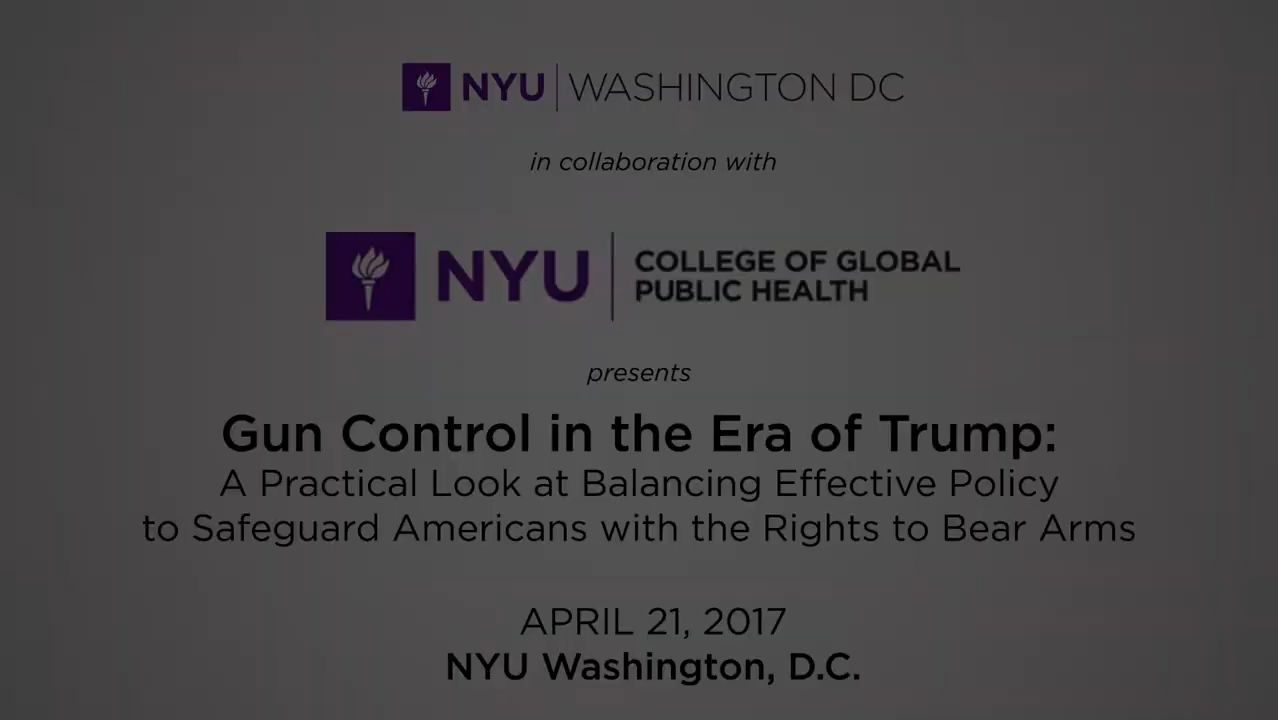 NYU | WASHINGTON DC
in collaboration with
NYU | COLLEGE OF GLOBAL
PUBLIC HEALTH
presents
Gun Control in the Era of Trump:
A Practical Look at Balancing Effective Policy
to Safeguard Americans with the Rights to Bear Arms
APRIL 21, 2017
NYU Washington, D.C.